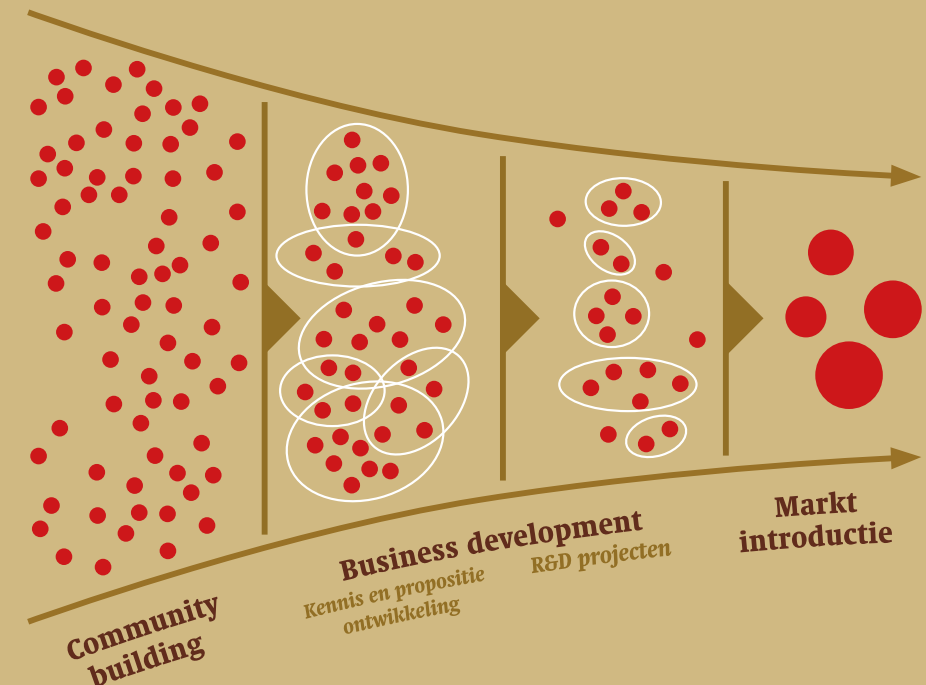 Community
building
Business development
Kennis en propositie
ontwikkeling
R&D projecten
Markt
introductie